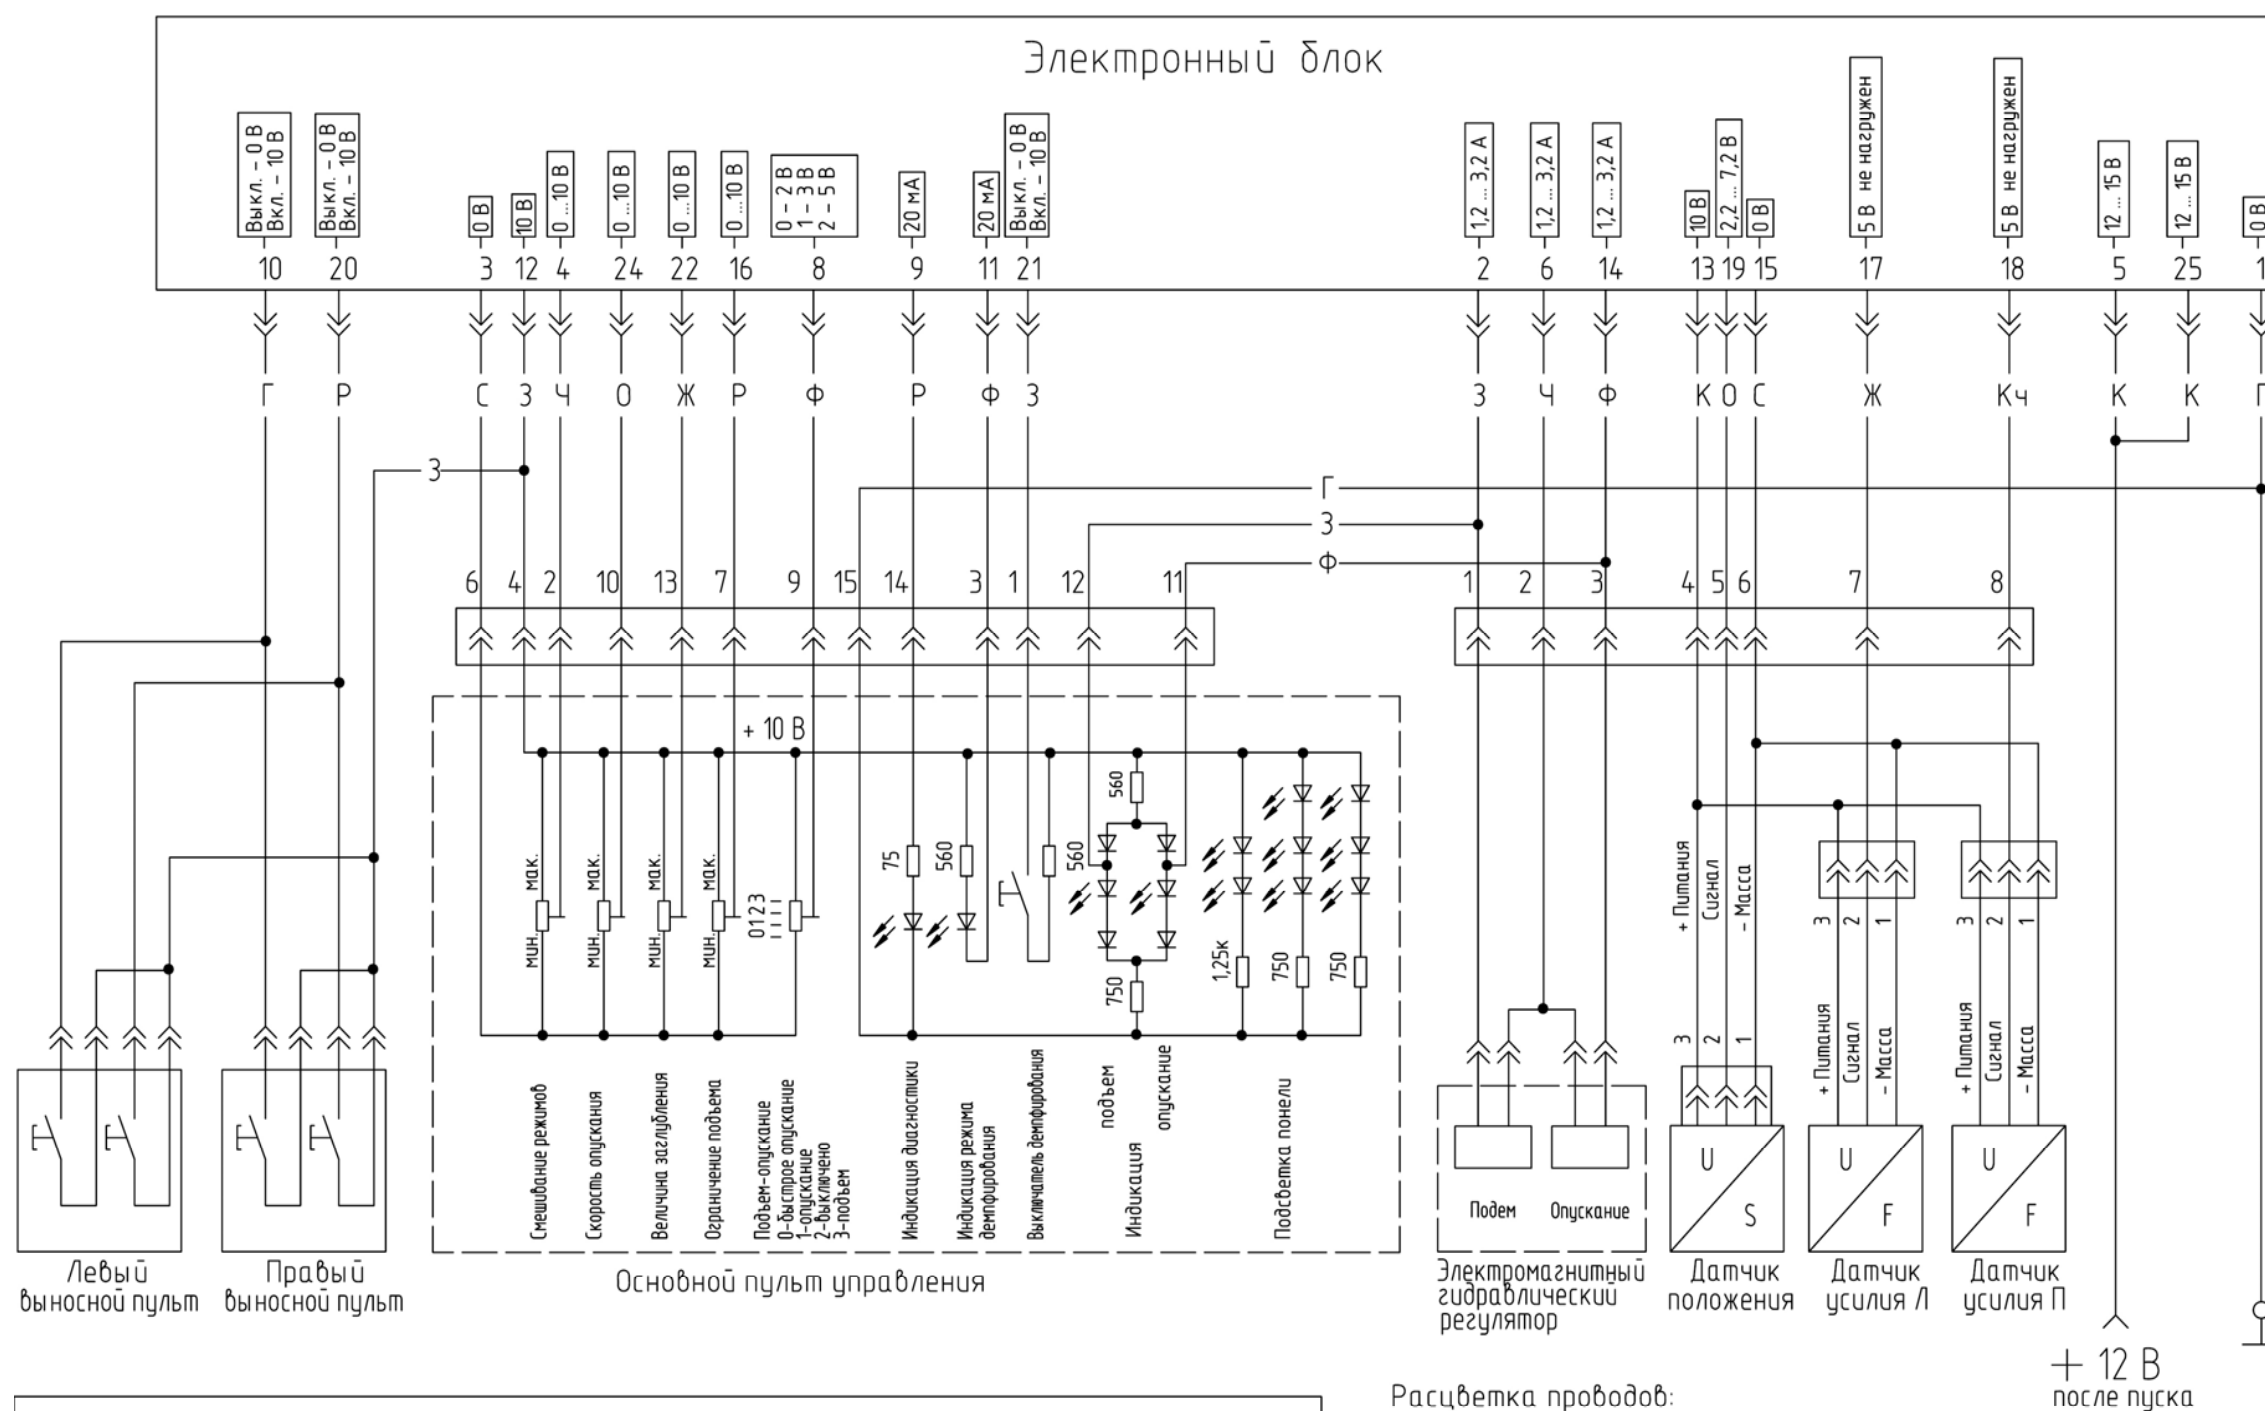 Электронный блок
Выкл. - 0 В
Вкл. - 10 В
Выкл. - 0 В
Вкл. - 10 В
0 В
10 В
0 ...10 В
0 ...10 В
0 ...10 В
0 ...10 В
0 - 2 В
1 - 3 В
2 - 5 В
20 мА
20 мА
Выкл. - 0 В
Вкл. - 10 В
1,2 ... 3,2 А
1,2 ... 3,2 А
1,2 ... 3,2 А
10 В
2,2 ... 7,2 В
0 В
5 В не нагружен
5 В не нагружен
12 ... 15 В
12 ... 15 В
0 В
10 20 3 12 4 24 22 16 8 9 11 21 2 6 14 13 19 15 17 18 5 25 1
Г Р С З Ч О Ж Р Ф Р Ф З З Ч Ф К О С Ж Кч К К Г
З
Г
З
Ф
6 4 2 10 13 7 9 15 14 3 1 12 11 1 2 3 4 5 6 7 8
+ 10 В
560
75
560
560
мак.
мак.
мак.
мак.
0123
мин.
мин.
мин.
мин.
750
1,25к
750
750
+ Питания
Сигнал
- Масса
3 2 1
3 2 1
3 2 1
+ Питания
Сигнал
- Масса
+ Питания
Сигнал
- Масса
Смешивание режимов
Скорость опускания
Величина заглубления
Ограничение подъема
Подъем-опускание
0-быстрое опускание
1-опускание
2-выключено
3-подъем
Индикация диагностики
Индикация режима
демпфирования
Выключатель демпфирования
подъем
опускание
Индикация
Подсветка понели
Подем
Опускание
U
S
U
F
U
F
Левый
выносной пульт
Правый
выносной пульт
Основной пульт управления
Электромагнитный
гидравлический
регулятор
Датчик
положения
Датчик
усилия Л
Датчик
усилия П
+ 12 В
после пуска
Расцветка проводов: